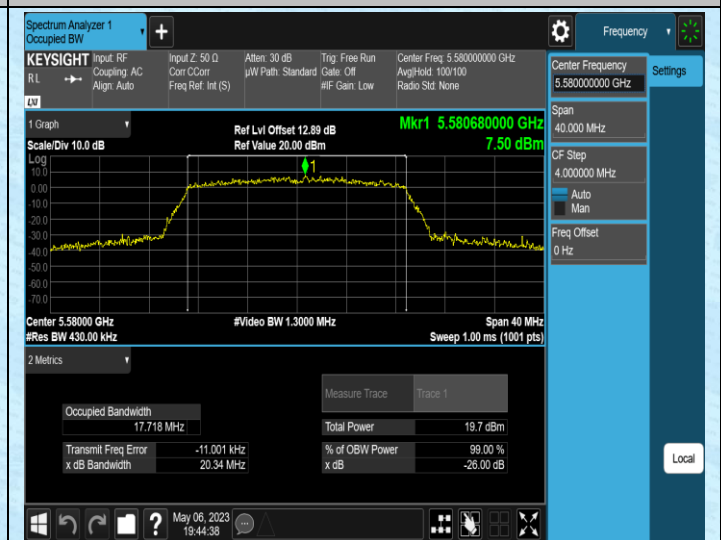 Spectrum Analyzer 1
Occupied BW
Frequency
KEYSIGHT
R L
LXI
Input: RF
Coupling: AC
Align: Auto
Input Z: 50 Ω
Corr CCorr
Freq Ref: Int (S)
Atten: 30 dB
µW Path: Standard
Trig: Free Run
Gate: Off
#IF Gain: Low
Center Freq: 5.580000000 GHz
Avg|Hold: 100/100
Radio Std: None
Center Frequency
5.580000000 GHz
Settings
Span
40.000 MHz
CF Step
4.000000 MHz
Auto
Man
Freq Offset
0 Hz
Local
1 Graph
Scale/Div 10.0 dB
Ref Lvl Offset 12.89 dB
Ref Value 20.00 dBm
Mkr1 5.580680000 GHz
7.50 dBm
Log
10.0
0.00
-10.0
-20.0
-30.0
-40.0
-50.0
-60.0
-70.0
1
Center 5.58000 GHz
#Video BW 1.3000 MHz
Span 40 MHz
#Res BW 430.00 kHz
Sweep 1.00 ms (1001 pts)
2 Metrics
Measure Trace
Trace 1
Occupied Bandwidth
17.718 MHz
Total Power
19.7 dBm
Transmit Freq Error
-11.001 kHz
% of OBW Power
99.00 %
x dB Bandwidth
20.34 MHz
x dB
-26.00 dB
May 06, 2023
19:44:38